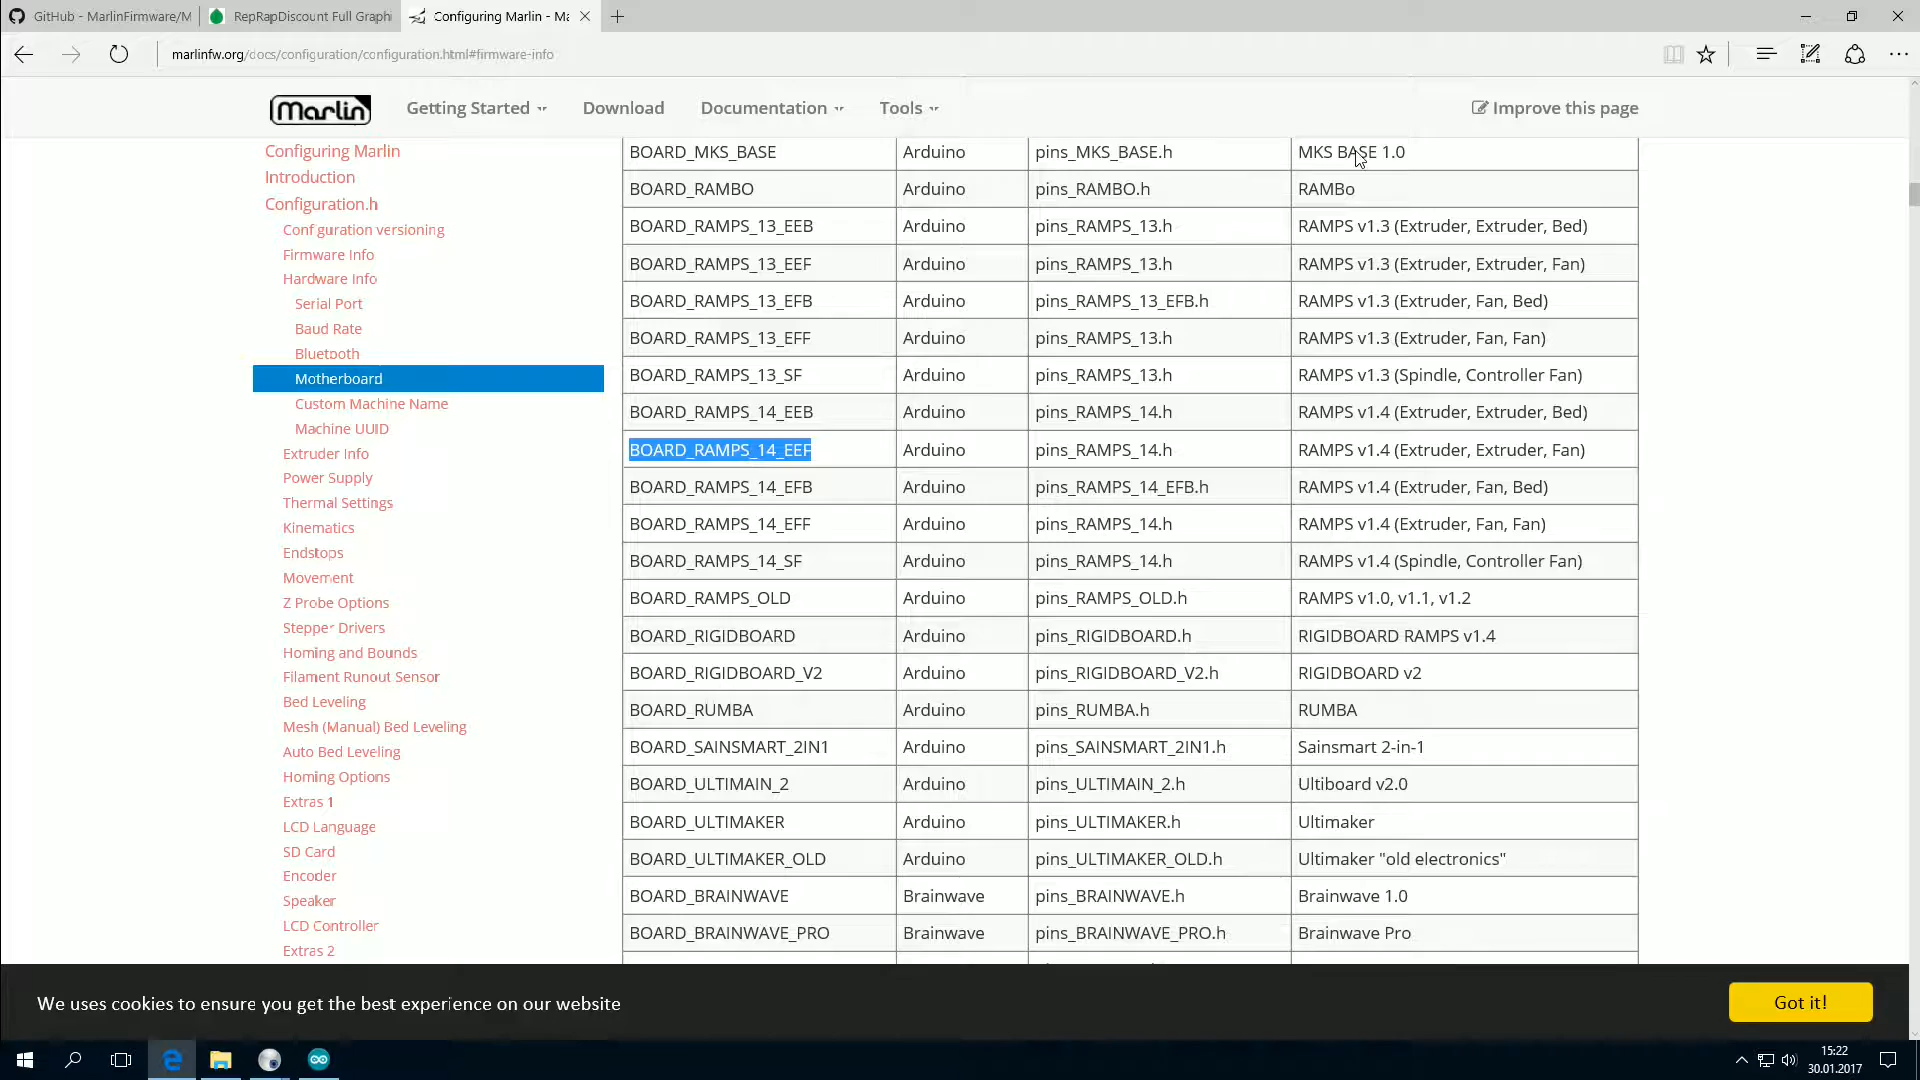 GitHub - MarlinFirmware/M
RepRapDiscount Full Graphi
Configuring Marlin - Ma
marlinfw.org/docs/configuration/configuration.html#firmware-info
Marlin
Getting Started
Download
Documentation
Tools
Improve this page
Configuring Marlin
Introduction
Configuration.h
Configuration versioning
Firmware Info
Hardware Info
Serial Port
Baud Rate
Bluetooth
Motherboard
Custom Machine Name
Machine UUID
Extruder Info
Power Supply
Thermal Settings
Kinematics
Endstops
Movement
Z Probe Options
Stepper Drivers
Homing and Bounds
Filament Runout Sensor
Bed Leveling
Mesh (Manual) Bed Leveling
Auto Bed Leveling
Homing Options
Extras 1
LCD Language
SD Card
Encoder
Speaker
LCD Controller
Extras 2
BOARD_MKS_BASE Arduino pins_MKS_BASE.h MKS BASE 1.0
BOARD_RAMBO Arduino pins_RAMBO.h RAMBo
BOARD_RAMPS_13_EEB Arduino pins_RAMPS_13.h RAMPS v1.3 (Extruder, Extruder, Bed)
BOARD_RAMPS_13_EEF Arduino pins_RAMPS_13.h RAMPS v1.3 (Extruder, Extruder, Fan)
BOARD_RAMPS_13_EFB Arduino pins_RAMPS_13_EFB.h RAMPS v1.3 (Extruder, Fan, Bed)
BOARD_RAMPS_13_EFF Arduino pins_RAMPS_13.h RAMPS v1.3 (Extruder, Fan, Fan)
BOARD_RAMPS_13_SF Arduino pins_RAMPS_13.h RAMPS v1.3 (Spindle, Controller Fan)
BOARD_RAMPS_14_EEB Arduino pins_RAMPS_14.h RAMPS v1.4 (Extruder, Extruder, Bed)
BOARD_RAMPS_14_EEF Arduino pins_RAMPS_14.h RAMPS v1.4 (Extruder, Extruder, Fan)
BOARD_RAMPS_14_EFB Arduino pins_RAMPS_14_EFB.h RAMPS v1.4 (Extruder, Fan, Bed)
BOARD_RAMPS_14_EFF Arduino pins_RAMPS_14.h RAMPS v1.4 (Extruder, Fan, Fan)
BOARD_RAMPS_14_SF Arduino pins_RAMPS_14.h RAMPS v1.4 (Spindle, Controller Fan)
BOARD_RAMPS_OLD Arduino pins_RAMPS_OLD.h RAMPS v1.0, v1.1, v1.2
BOARD_RIGIDBOARD Arduino pins_RIGIDBOARD.h RIGIDBOARD RAMPS v1.4
BOARD_RIGIDBOARD_V2 Arduino pins_RIGIDBOARD_V2.h RIGIDBOARD v2
BOARD_RUMBA Arduino pins_RUMBA.h RUMBA
BOARD_SAINSMART_2IN1 Arduino pins_SAINSMART_2IN1.h Sainsmart 2-in-1
BOARD_ULTIMAIN_2 Arduino pins_ULTIMAIN_2.h Ultiboard v2.0
BOARD_ULTIMAKER Arduino pins_ULTIMAKER.h Ultimaker
BOARD_ULTIMAKER_OLD Arduino pins_ULTIMAKER_OLD.h Ultimaker "old electronics"
BOARD_BRAINWAVE Brainwave pins_BRAINWAVE.h Brainwave 1.0
BOARD_BRAINWAVE_PRO Brainwave pins_BRAINWAVE_PRO.h Brainwave Pro
We uses cookies to ensure you get the best experience on our website
Got it!
15:22
30.01.2017